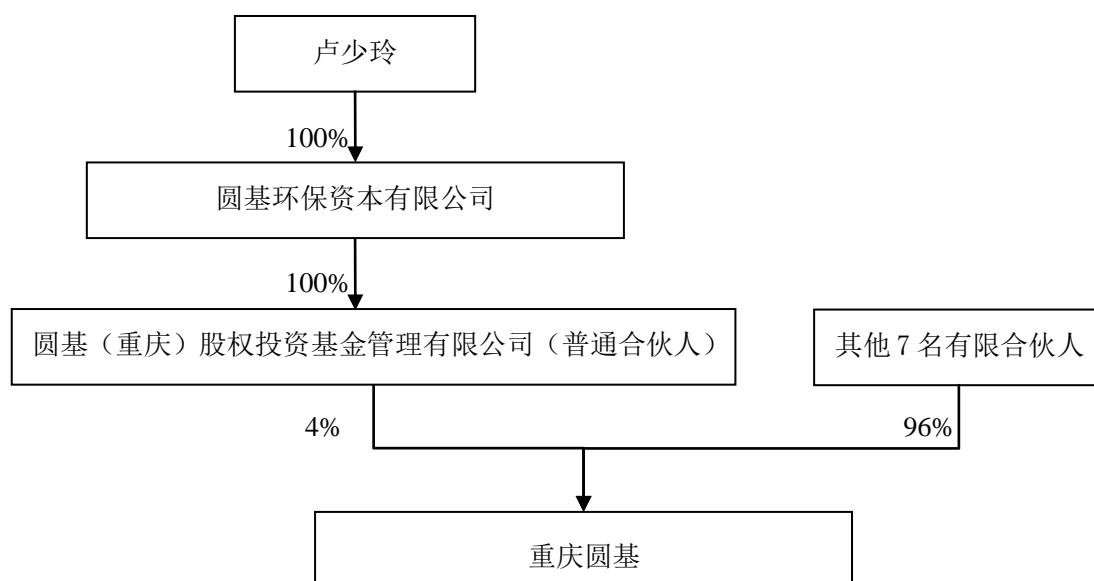 卢少玲
100%
圆基环保资本有限公司
100%
圆基（重庆）股权投资基金管理有限公司（普通合伙人）
其他 7 名有限合伙人
4%
96%
重庆圆基